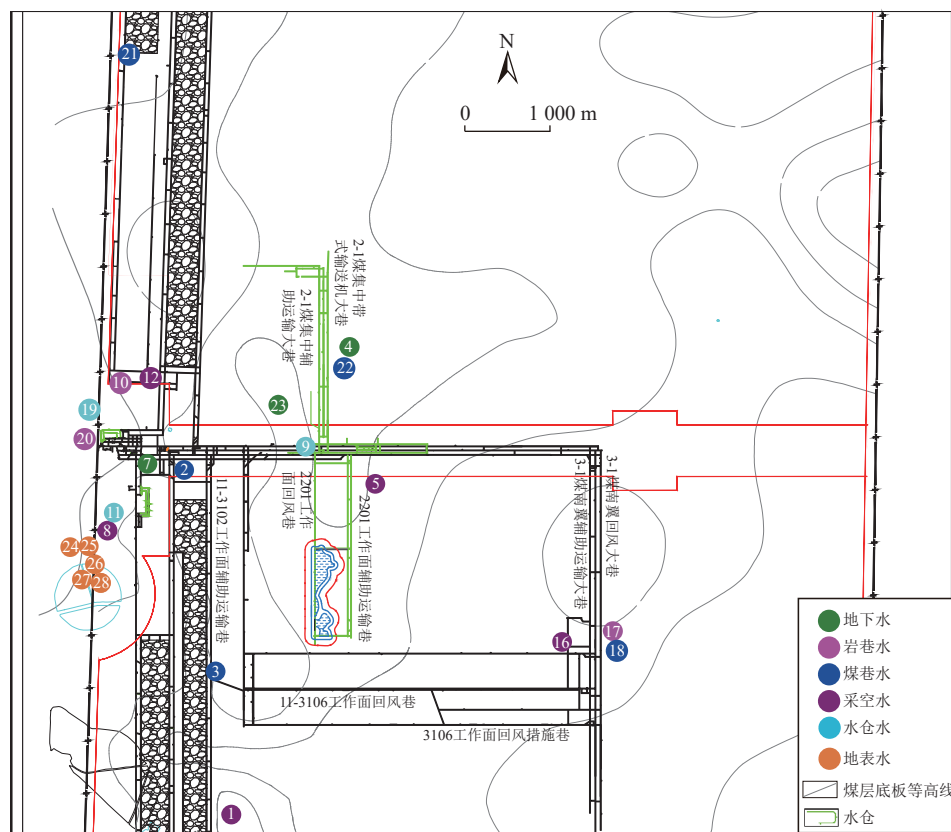 21
N
0
1 000 m
2-1煤集中带
式输送机大巷
2-1煤集中辅
助运输大巷
4
22
10
12
23
19
20
9
7
2
5
11-3102工作面辅助运输巷
2201工作
面回风巷
2201工作面辅助运输巷
3-1煤南翼辅助运输大巷
3-1煤南翼回风大巷
11
8
24
25
26
27
28
16
17
18
3
11-3106工作面回风巷
3106工作面回风措施巷
1
地下水
岩巷水
煤巷水
采空水
水仓水
地表水
煤层底板等高线
水仓